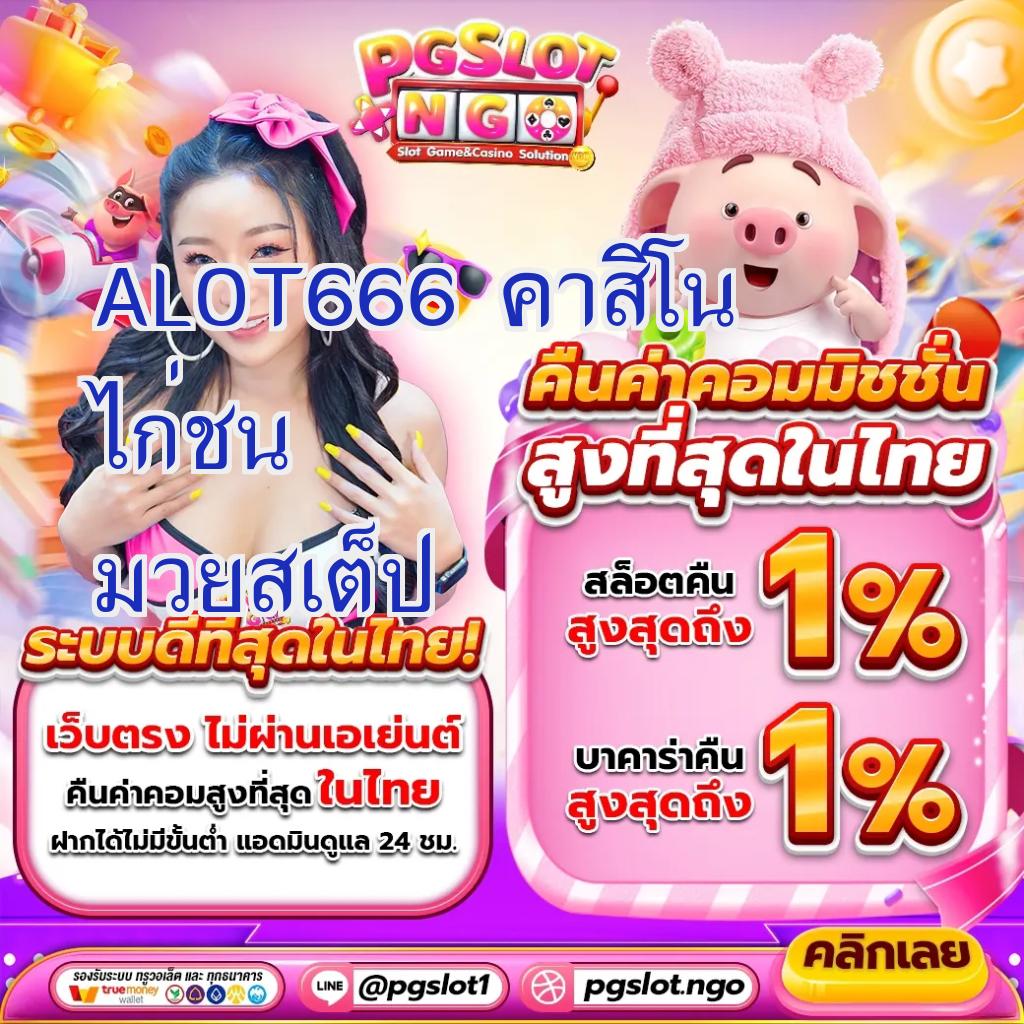 PGSLOT
NGO
Slot Game&Casino Solution
ALOT666 คาสิโน
ไก่ชน
มวยสเต็ป
คืนค่าคอมมิชชั่น
สูงที่สุดในไทย
สล็อตคืน
สูงสุดถึง
1%
บาคาร่าคืน
สูงสุดถึง
1%
ระบบดีที่สุดในไทย!
เว็บตรง ไม่ผ่านเอเย่นต์
คืนค่าคอมสูงที่สุด ในไทย
ฝากได้ไม่มีขั้นต่ำ แอดมินดูแล 24 ชม.
คลิกเลย
รองรับระบบ ทรูวอเล็ต และ ทุกธนาคาร
truemoney
wallet
LINE @pgslot1
pgslot.ngo